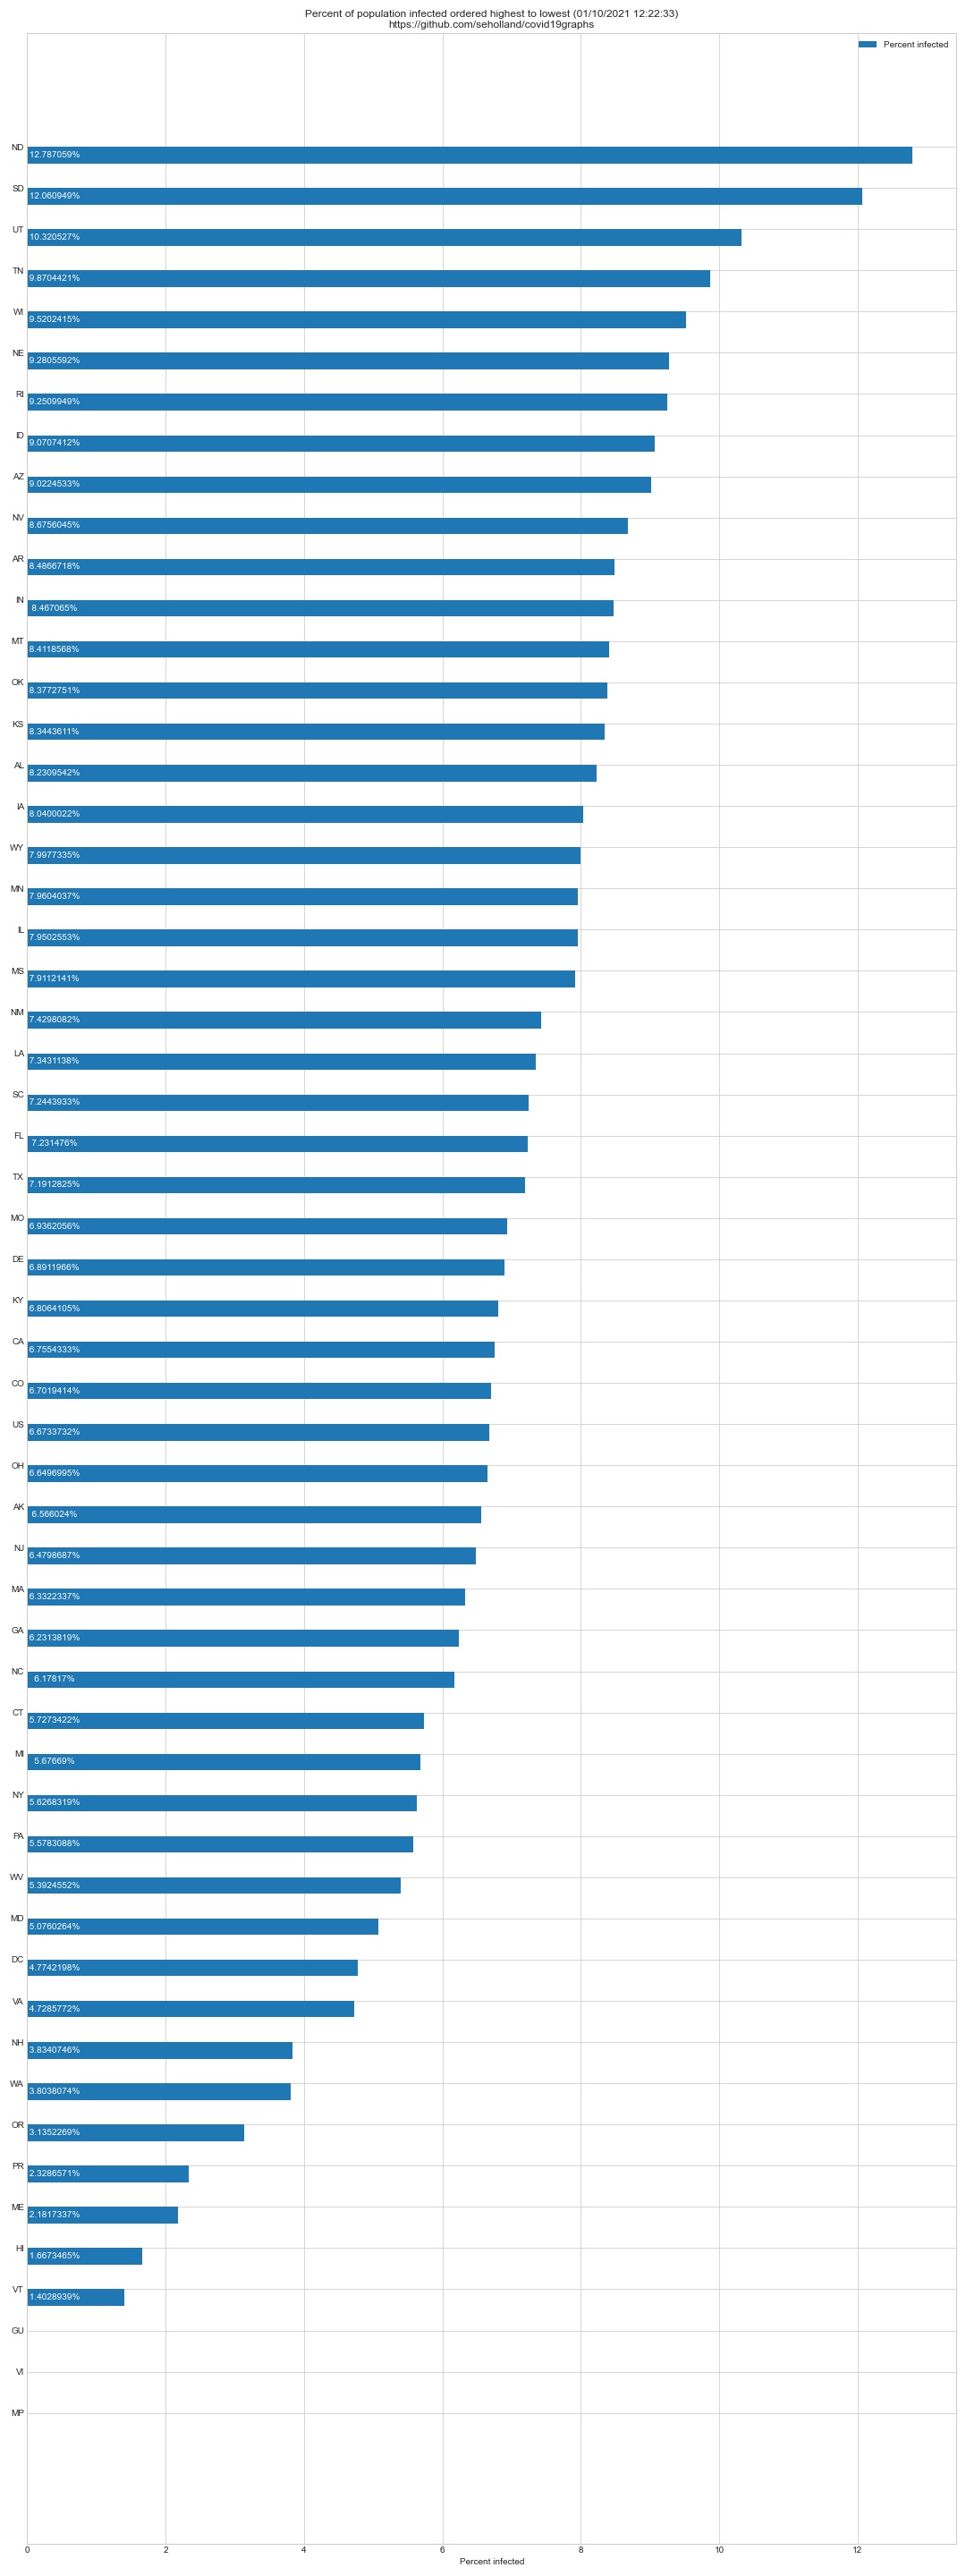 Percent of population infected ordered highest to lowest (01/10/2021 12:22:33)
https://github.com/seholland/covid19graphs
Percent infected
ND 12.787059%
SD 12.060949%
UT 10.320527%
TN 9.8704421%
WI 9.5202415%
NE 9.2805592%
RI 9.2509949%
ID 9.0707412%
AZ 9.0224533%
NV 8.6756045%
AR 8.4866718%
IN 8.467065%
MT 8.4118568%
OK 8.3772751%
KS 8.3443611%
AL 8.2309542%
IA 8.0400022%
WY 7.9977335%
MN 7.9604037%
IL 7.9502553%
MS 7.9112141%
NM 7.4298082%
LA 7.3431138%
SC 7.2443933%
FL 7.231476%
TX 7.1912825%
MO 6.9362056%
DE 6.8911966%
KY 6.8064105%
CA 6.7554333%
CO 6.7019414%
US 6.6733732%
OH 6.6496995%
AK 6.566024%
NJ 6.4798687%
MA 6.3322337%
GA 6.2313819%
NC 6.17817%
CT 5.7273422%
MI 5.67669%
NY 5.6268319%
PA 5.5783088%
WV 5.3924552%
MD 5.0760264%
DC 4.7742198%
VA 4.7285772%
NH 3.8340746%
WA 3.8038074%
OR 3.1352269%
PR 2.3286571%
ME 2.1817337%
HI 1.6673465%
VT 1.4028939%
GU
VI
MP
0 2 4 6 8 10 12
Percent infected